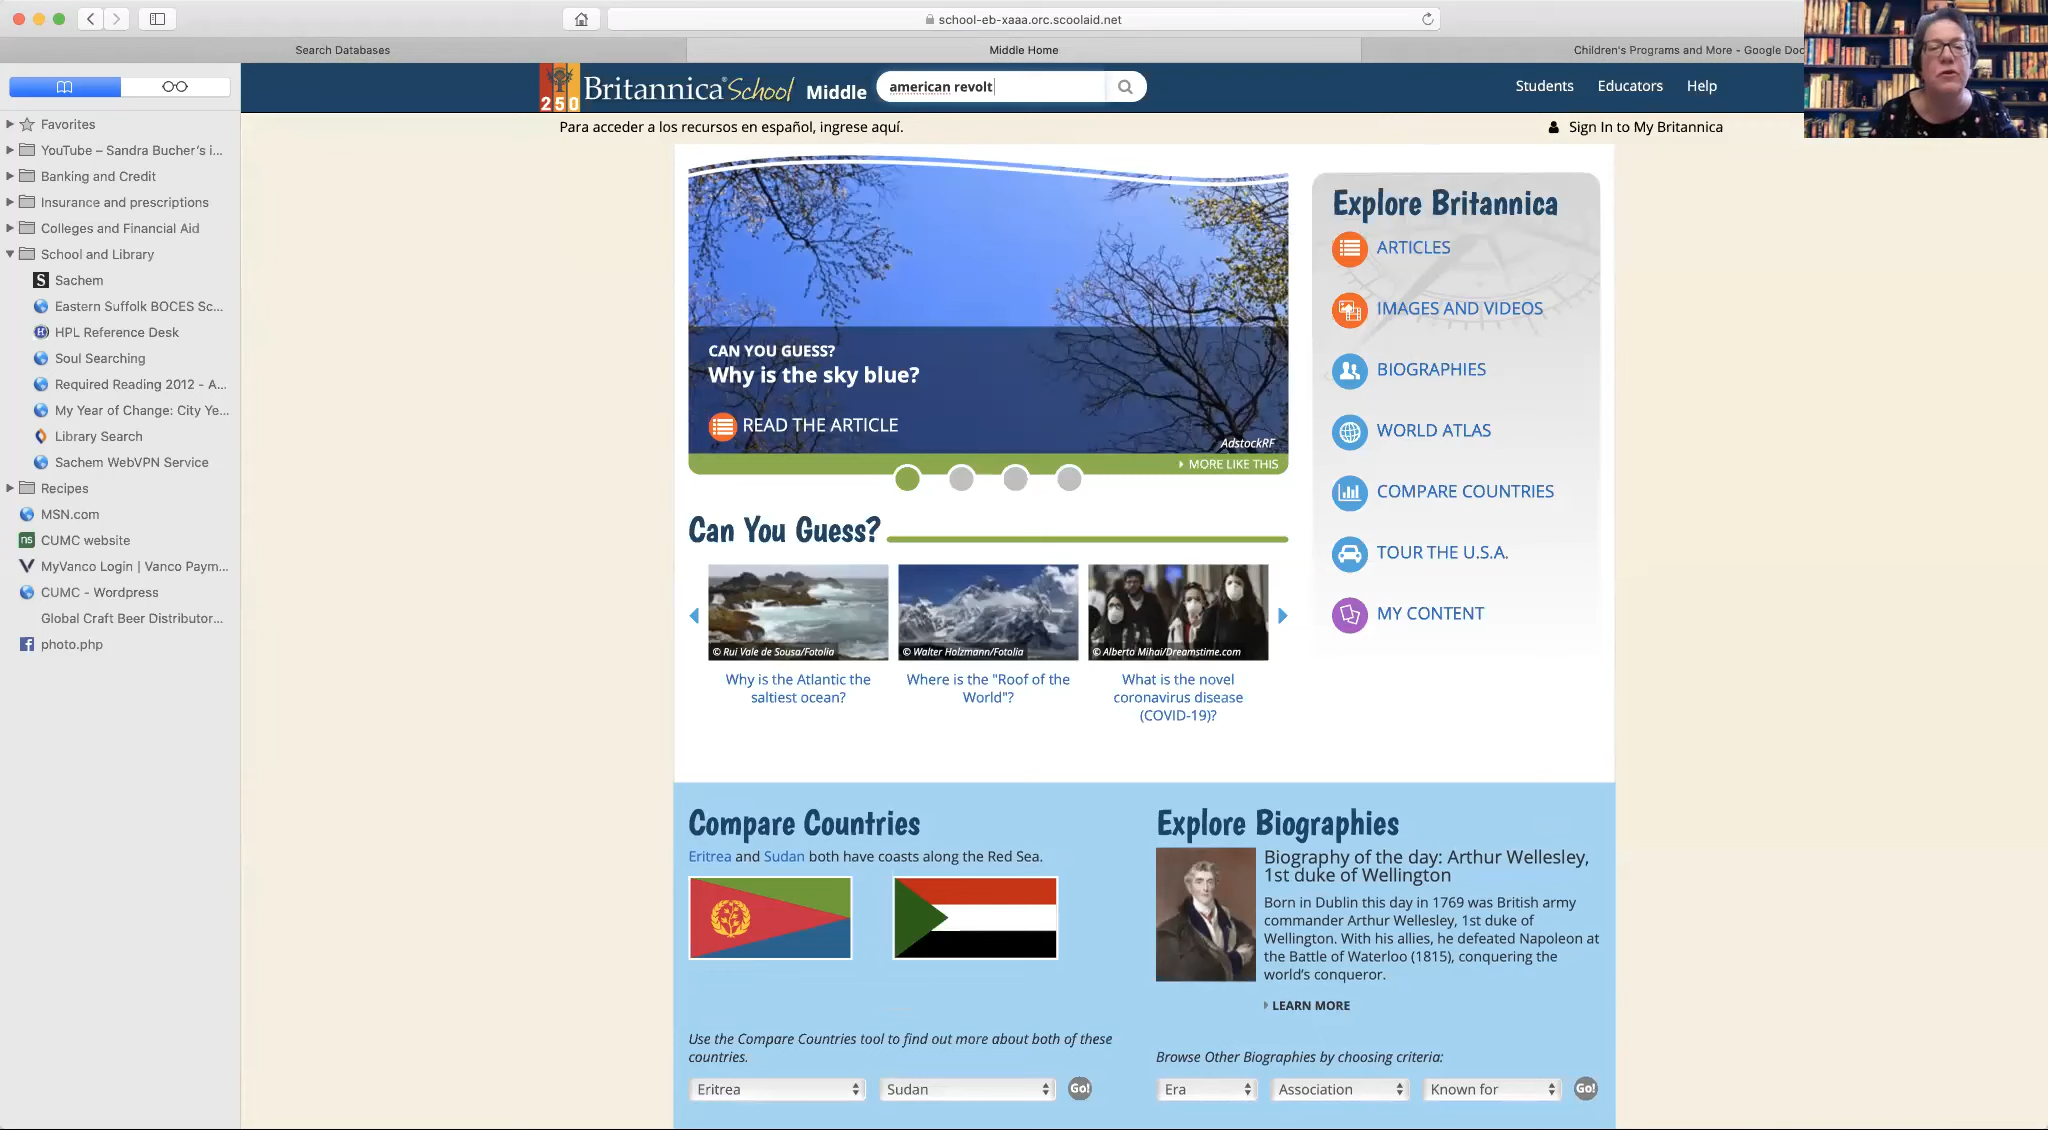 school-eb-xaaa.orc.scoolaid.net
Search Databases
Middle Home
Children's Programs and More - Google Doc
Favorites
YouTube – Sandra Bucher's i...
Banking and Credit
Insurance and prescriptions
Colleges and Financial Aid
School and Library
Sachem
Eastern Suffolk BOCES Sc...
HPL Reference Desk
Soul Searching
Required Reading 2012 - A...
My Year of Change: City Ye...
Library Search
Sachem WebVPN Service
Recipes
MSN.com
CUMC website
MyVanco Login | Vanco Paym...
CUMC - Wordpress
Global Craft Beer Distributor...
photo.php
250 Britannica School Middle
american revolt
Students Educators Help
Para acceder a los recursos en español, ingrese aquí.
Sign In to My Britannica
CAN YOU GUESS?
Why is the sky blue?
READ THE ARTICLE
AdstockRF
MORE LIKE THIS
Can You Guess?
© Rui Vale de Sousa/Fotolia
Why is the Atlantic the
saltiest ocean?
© Walter Holzmann/Fotolia
Where is the "Roof of the
World"?
© Alberto Mihai/Dreamstime.com
What is the novel
coronavirus disease
(COVID-19)?
Explore Britannica
ARTICLES
IMAGES AND VIDEOS
BIOGRAPHIES
WORLD ATLAS
COMPARE COUNTRIES
TOUR THE U.S.A.
MY CONTENT
Compare Countries
Eritrea and Sudan both have coasts along the Red Sea.
Use the Compare Countries tool to find out more about both of these
countries.
Eritrea Sudan Go!
Explore Biographies
Biography of the day: Arthur Wellesley,
1st duke of Wellington
Born in Dublin this day in 1769 was British army
commander Arthur Wellesley, 1st duke of
Wellington. With his allies, he defeated Napoleon at
the Battle of Waterloo (1815), conquering the
world's conqueror.
LEARN MORE
Browse Other Biographies by choosing criteria:
Era Association Known for Go!